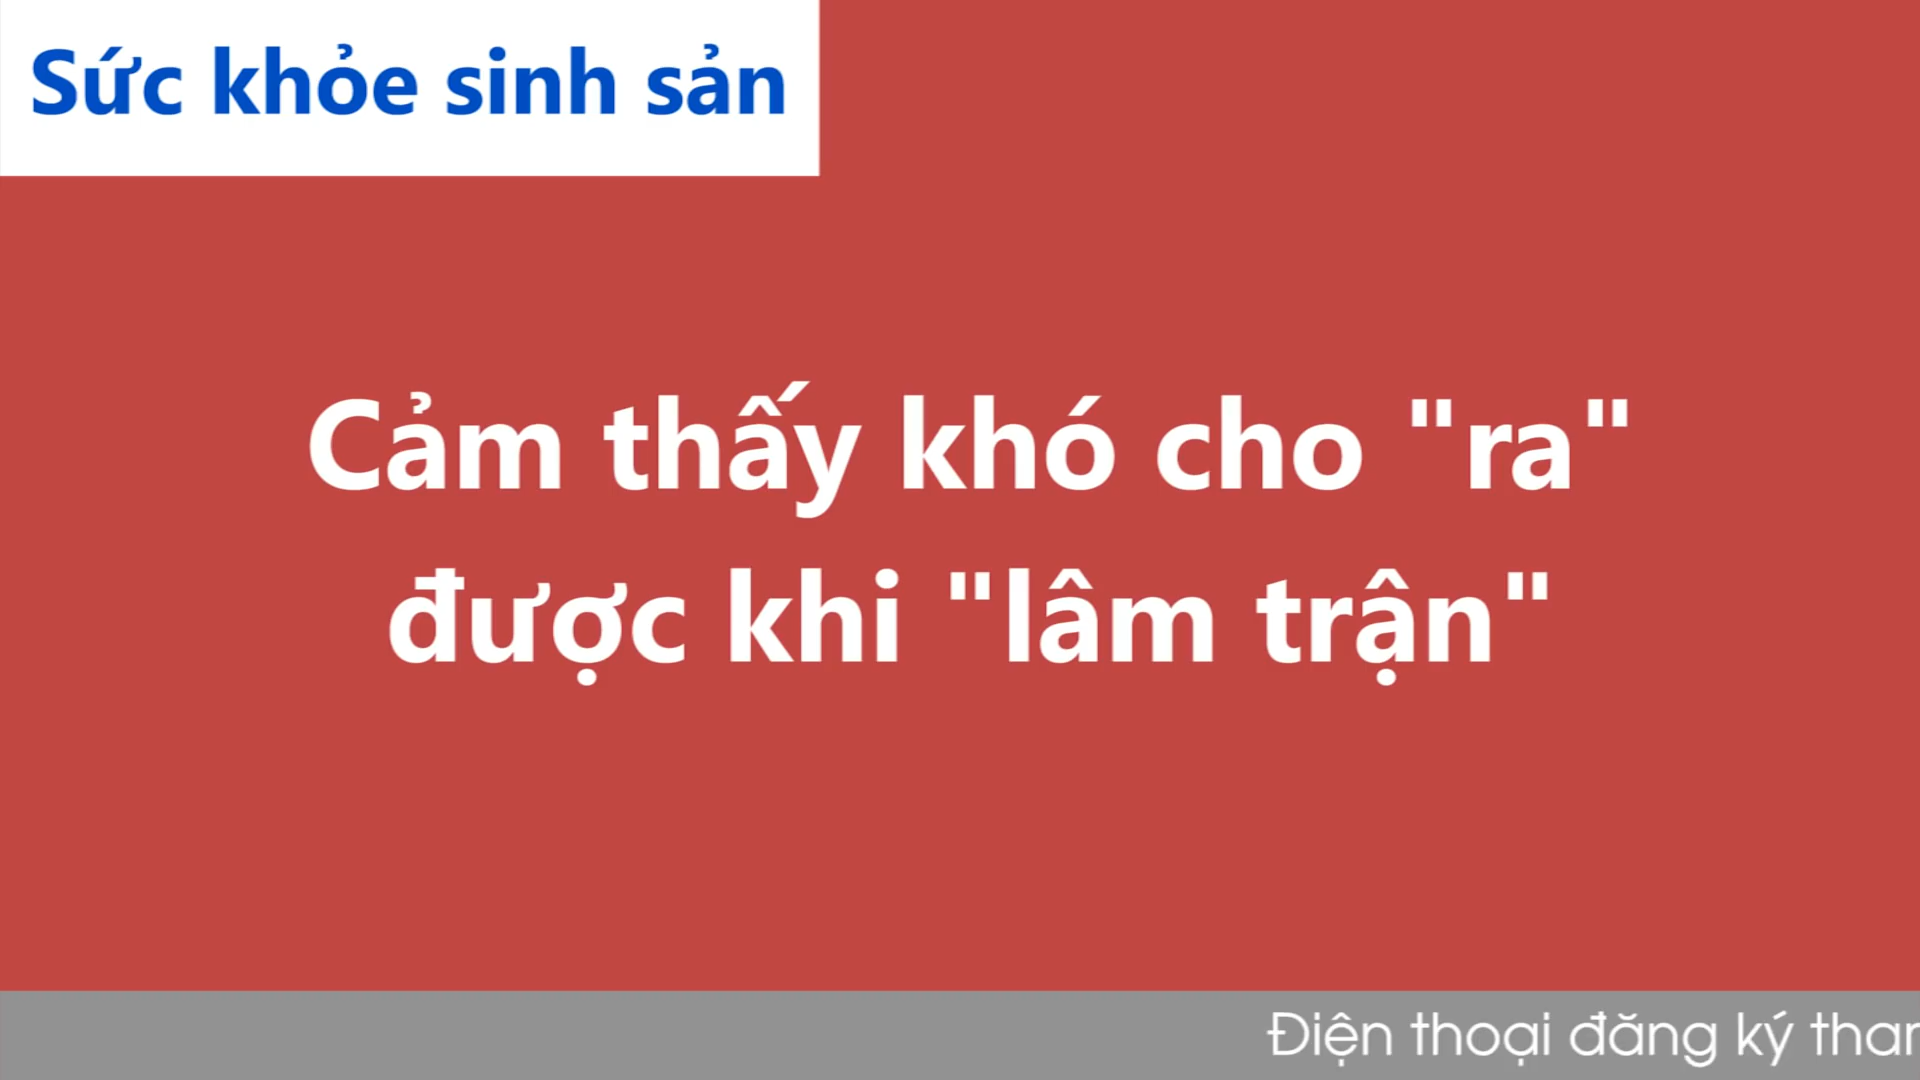 Sức khỏe sinh sản
Cảm thấy khó cho "ra"
được khi "lâm trận"
Điện thoại đăng ký